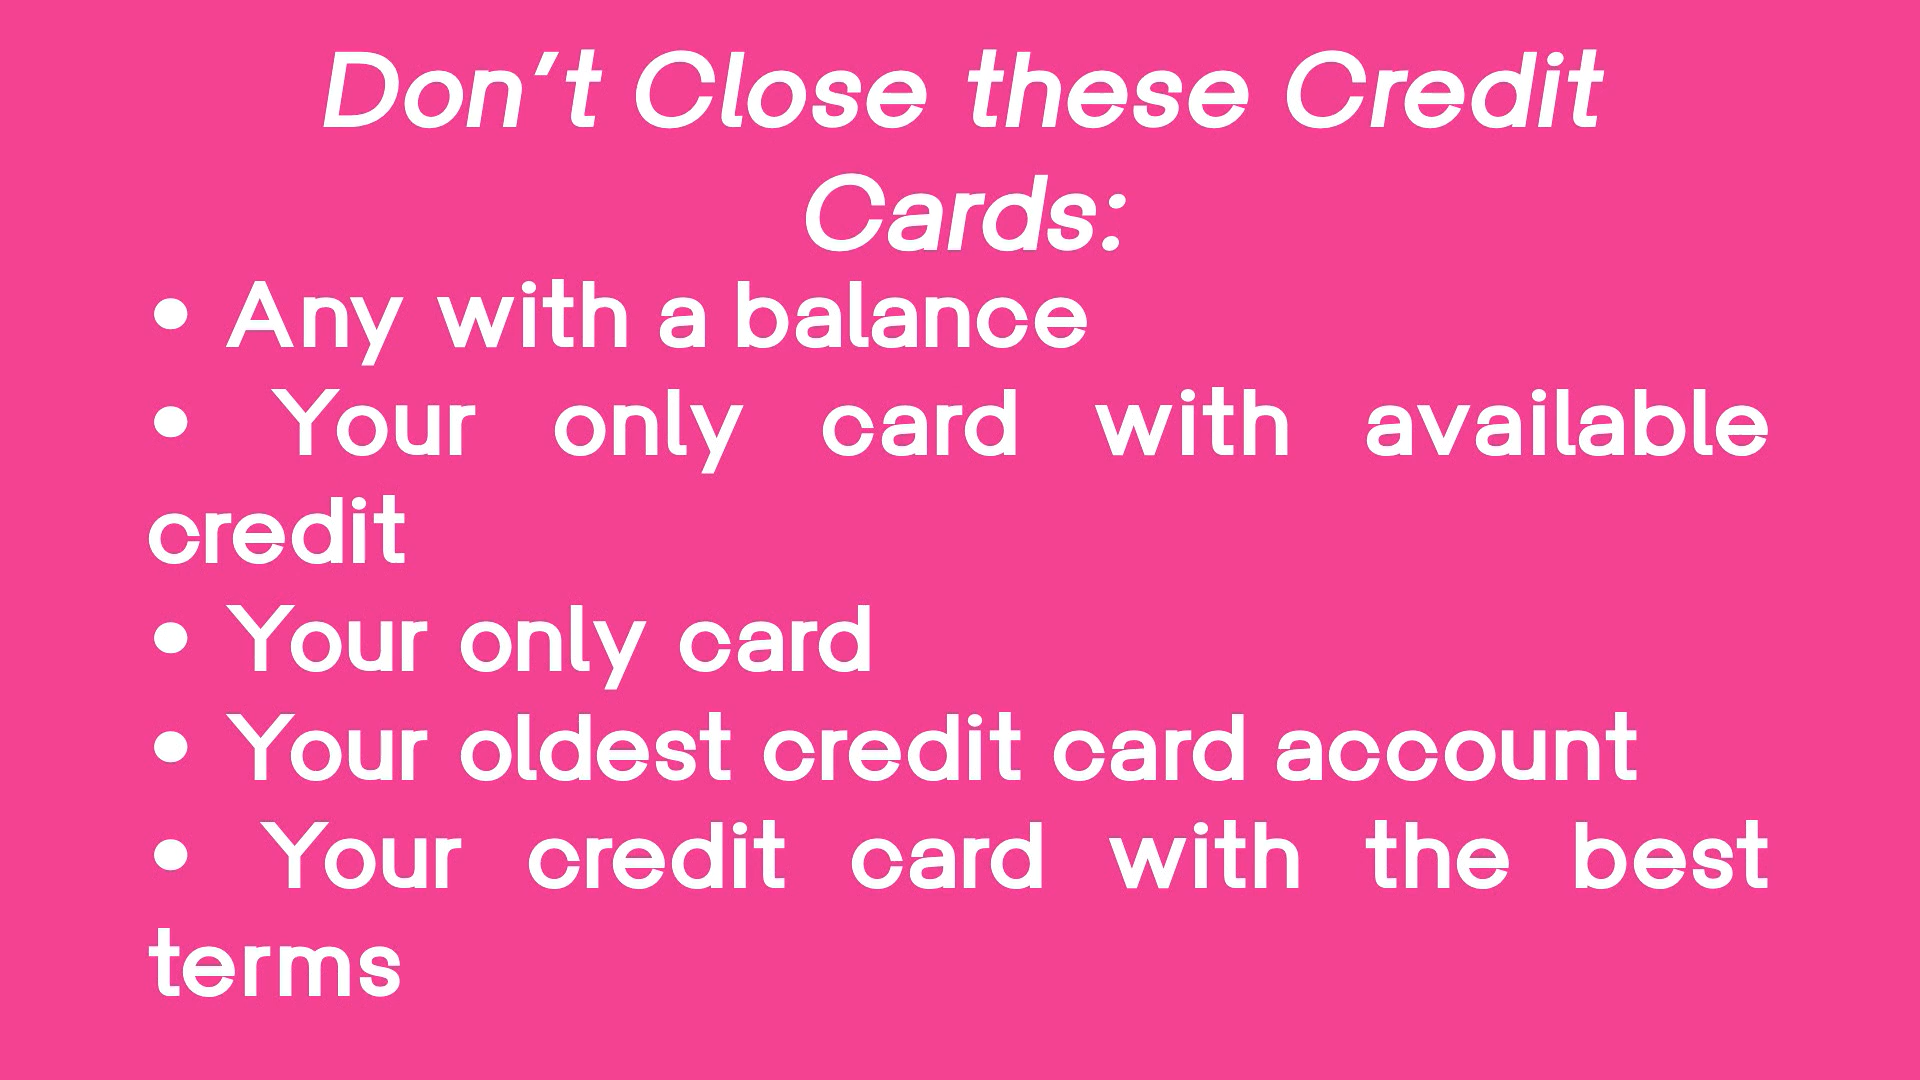 Don’t Close these Credit
Cards:
• Any with a balance
• Your only card with available
credit
• Your only card
• Your oldest credit card account
• Your credit card with the best
terms